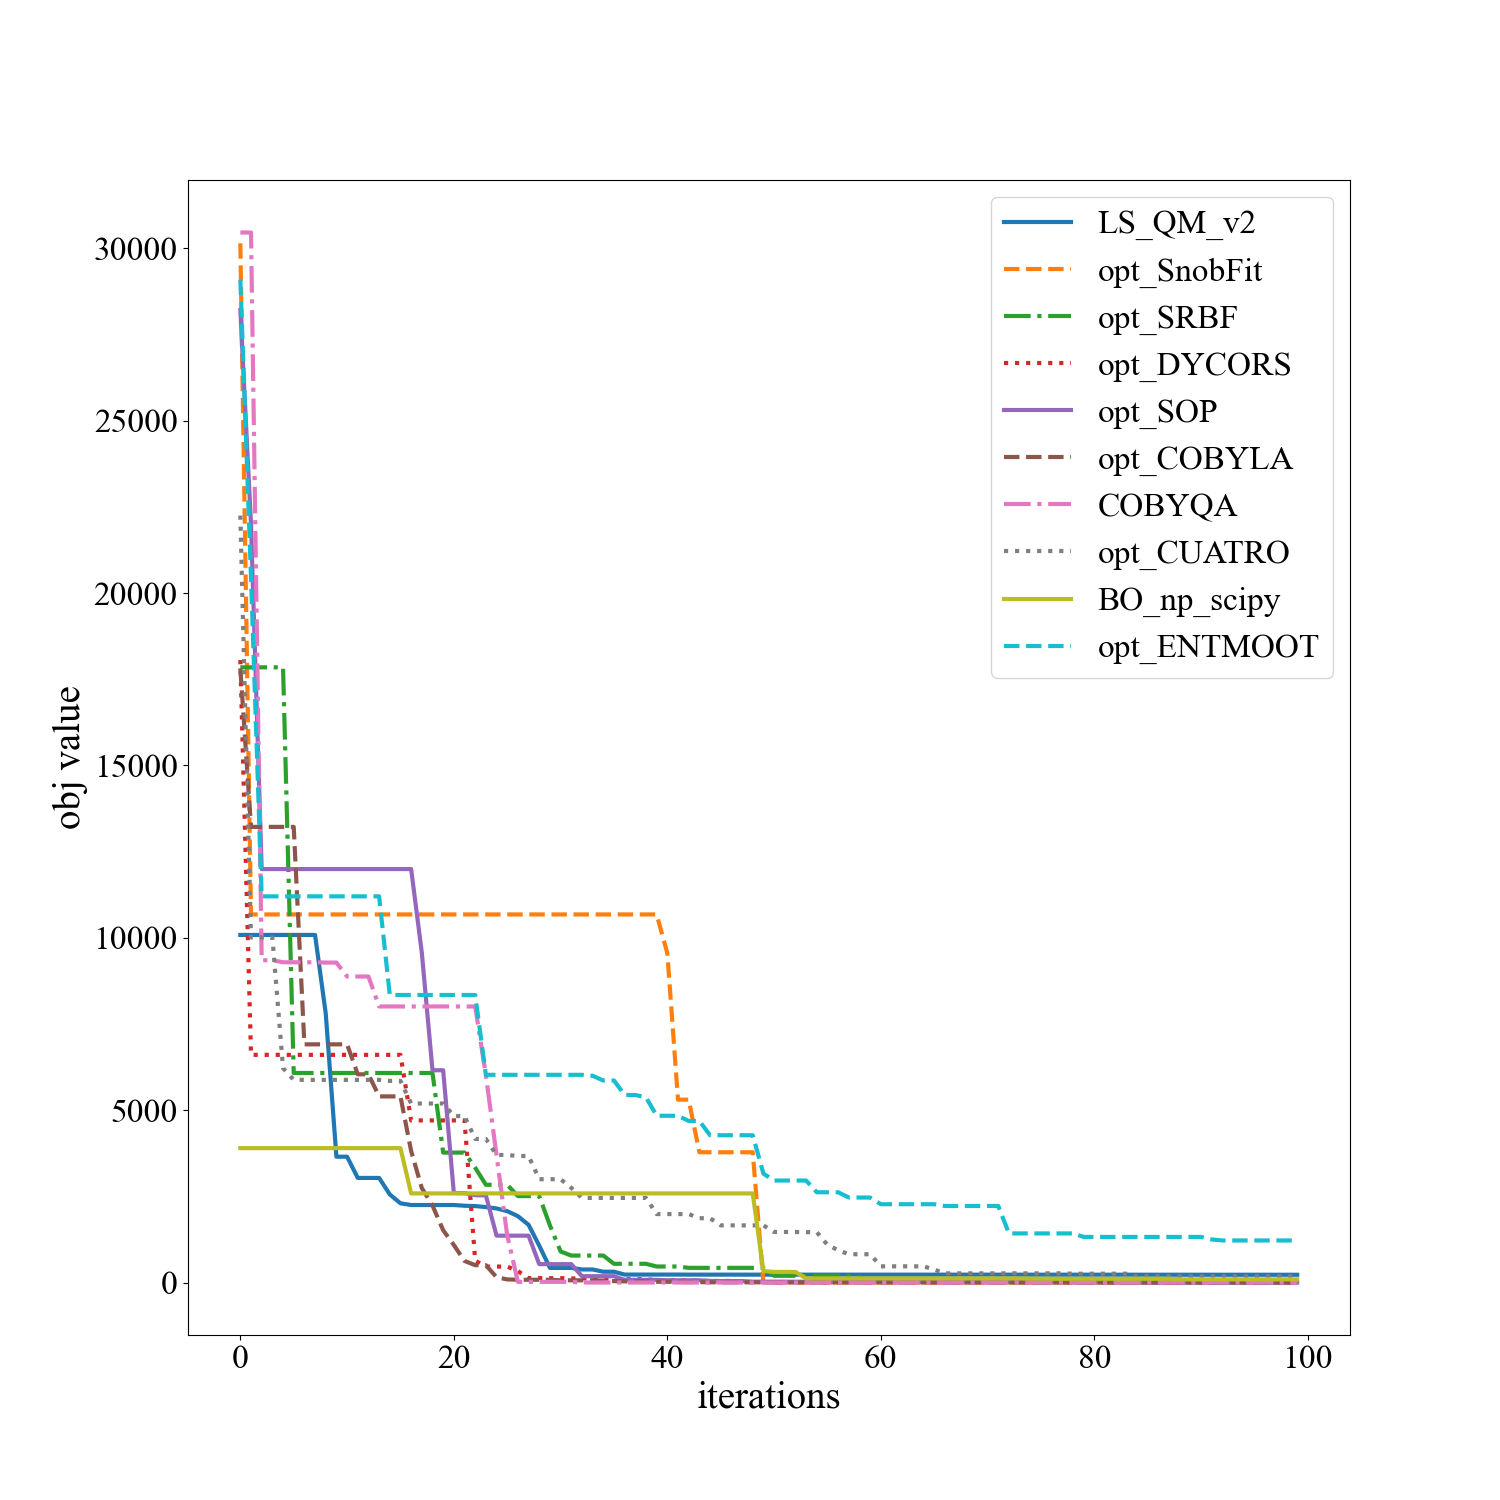 30000
25000
20000
15000
10000
5000
0
obj value
0 20 40 60 80 100
iterations
LS_QM_v2
opt_SnobFit
opt_SRBF
opt_DYCORS
opt_SOP
opt_COBYLA
COBYQA
opt_CUATRO
BO_np_scipy
opt_ENTMOOT